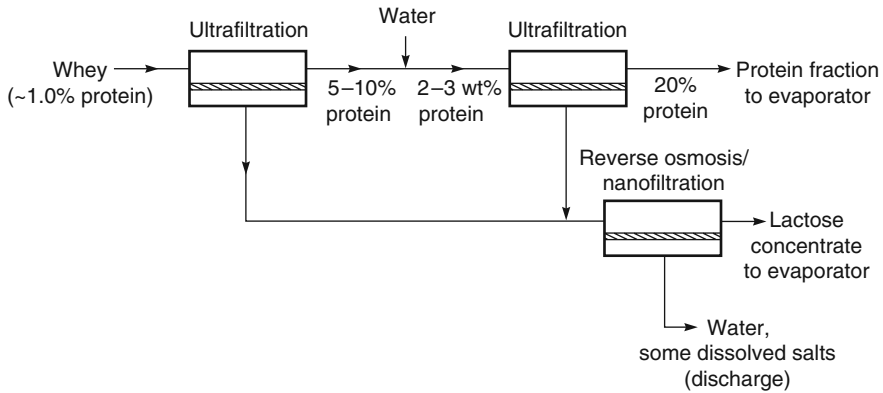 Ultrafiltration
Water
Ultrafiltration
Whey
(~1.0% protein)
5–10%
protein
2–3 wt%
protein
20%
protein
Protein fraction
to evaporator
Reverse osmosis/
nanofiltration
Lactose
concentrate
to evaporator
Water,
some dissolved salts
(discharge)